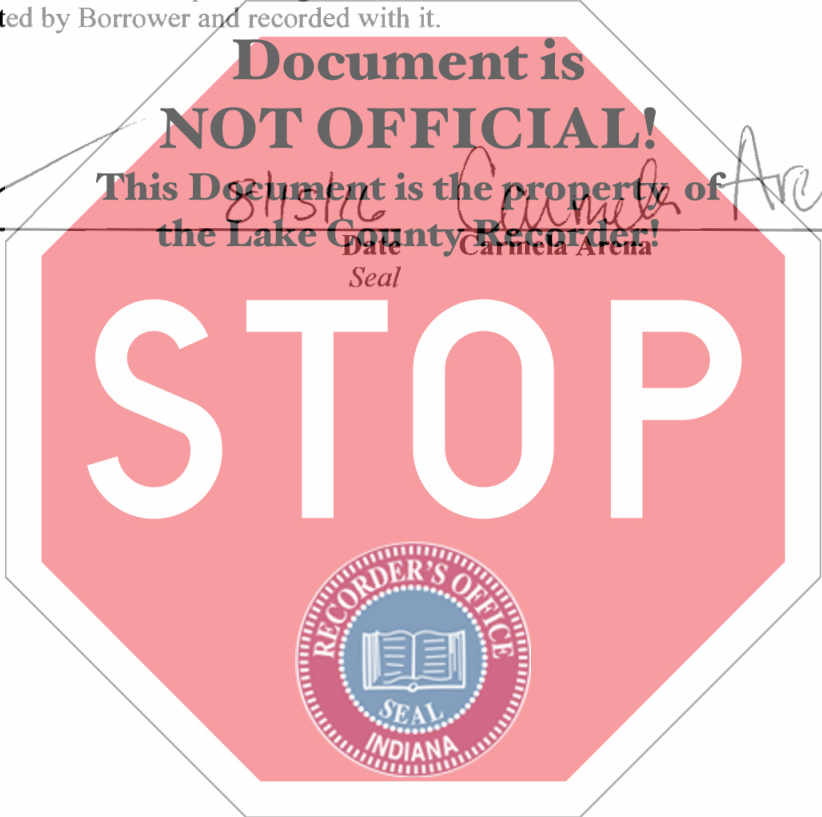 ted by Borrower and recorded with it.
Document is
NOT OFFICIAL!
This Document is the property of
the Lake County Recorder!
8/15/16 Carmela
Date Carmela Arena
Seal
STOP
RECORDER'S OFFICE
SEAL
INDIANA